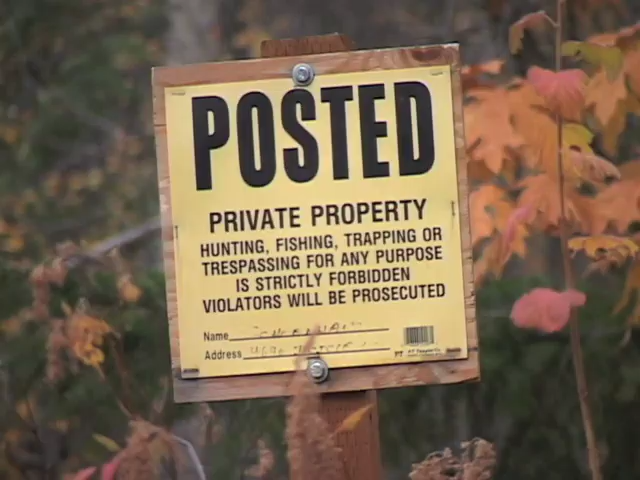 POSTED
PRIVATE PROPERTY
HUNTING, FISHING, TRAPPING OR
TRESPASSING FOR ANY PURPOSE
IS STRICTLY FORBIDDEN
VIOLATORS WILL BE PROSECUTED
Name
Address